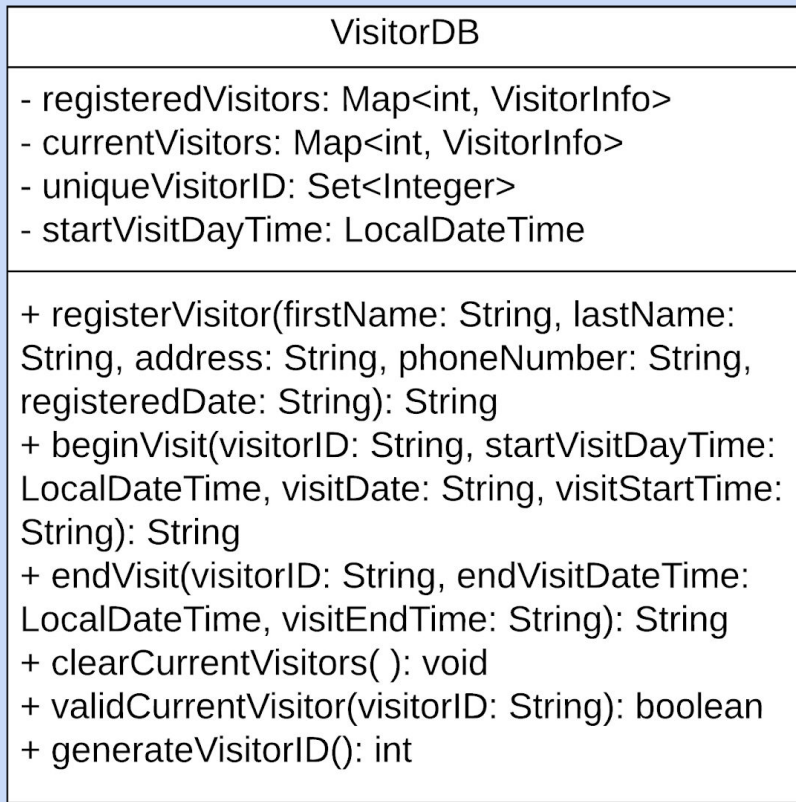 VisitorDB
- registeredVisitors: Map<int, VisitorInfo>
- currentVisitors: Map<int, VisitorInfo>
- uniqueVisitorID: Set<Integer>
- startVisitDayTime: LocalDateTime
+ registerVisitor(firstName: String, lastName:
String, address: String, phoneNumber: String,
registeredDate: String): String
+ beginVisit(visitorID: String, startVisitDayTime:
LocalDateTime, visitDate: String, visitStartTime:
String): String
+ endVisit(visitorID: String, endVisitDateTime:
LocalDateTime, visitEndTime: String): String
+ clearCurrentVisitors( ): void
+ validCurrentVisitor(visitorID: String): boolean
+ generateVisitorID(): int